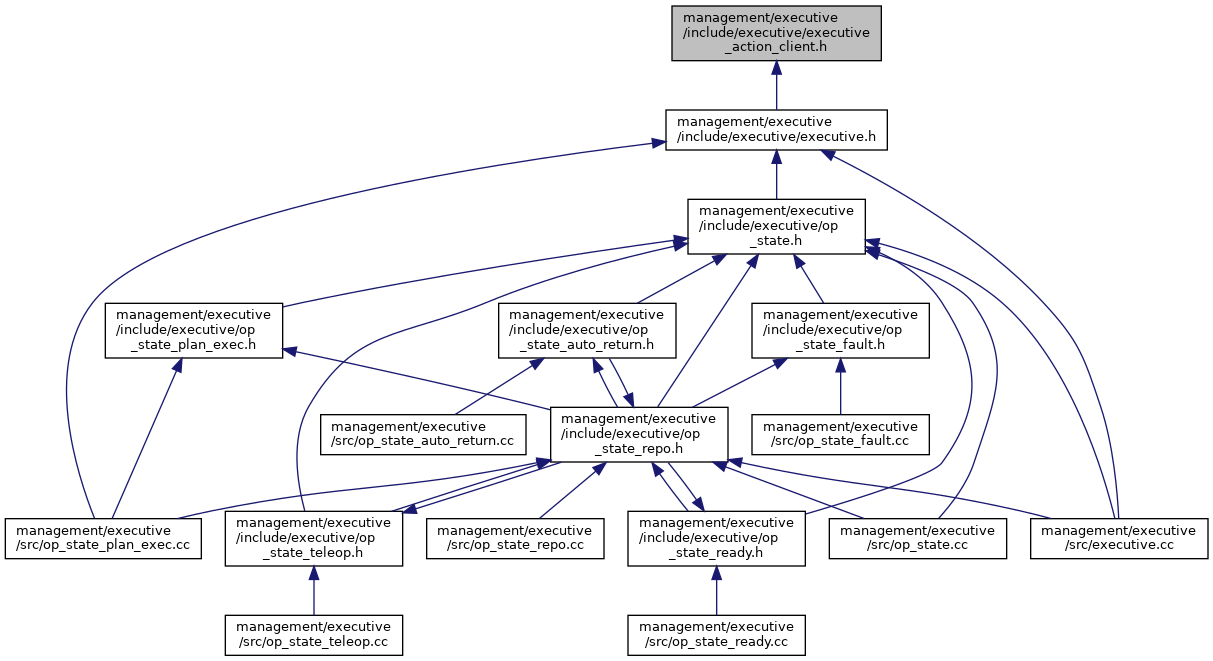 management/executive
/include/executive/executive
_action_client.h
management/executive
/include/executive/executive.h
management/executive
/include/executive/op
_state.h
management/executive
/include/executive/op
_state_plan_exec.h
management/executive
/include/executive/op
_state_auto_return.h
management/executive
/include/executive/op
_state_fault.h
management/executive
/src/op_state_auto_return.cc
management/executive
/include/executive/op
_state_repo.h
management/executive
/src/op_state_fault.cc
management/executive
/src/op_state_plan_exec.cc
management/executive
/include/executive/op
_state_teleop.h
management/executive
/src/op_state_repo.cc
management/executive
/include/executive/op
_state_ready.h
management/executive
/src/op_state.cc
management/executive
/src/executive.cc
management/executive
/src/op_state_teleop.cc
management/executive
/src/op_state_ready.cc